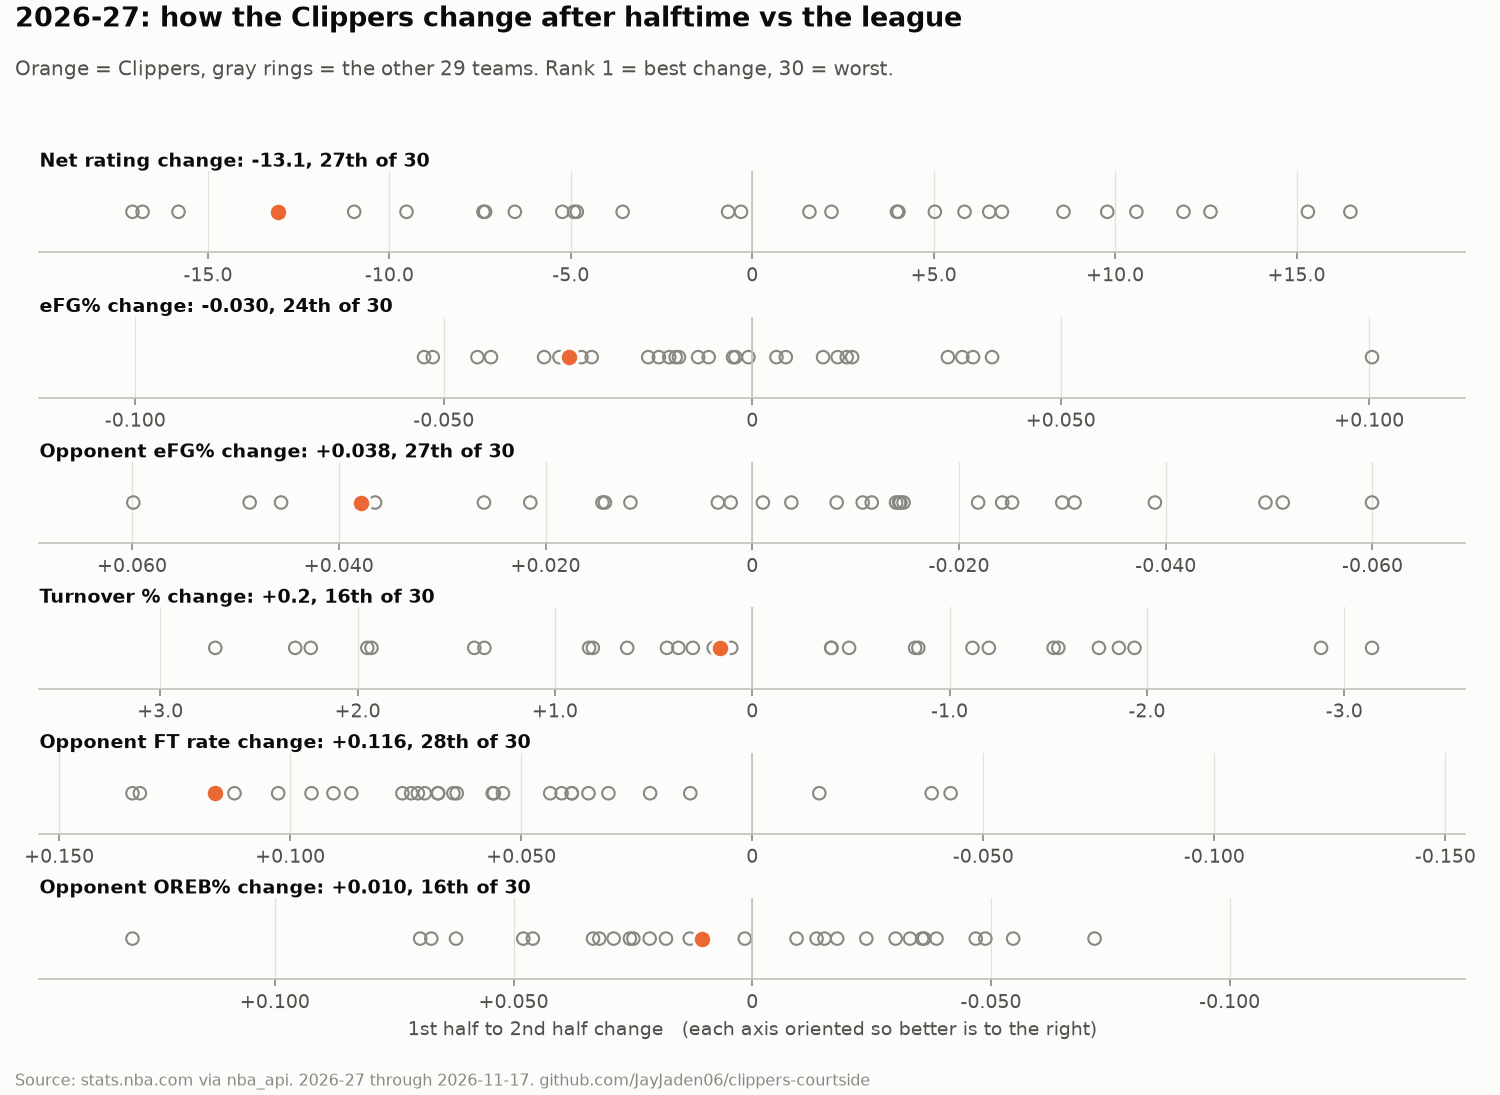 2026-27: how the Clippers change after halftime vs the league
Orange = Clippers, gray rings = the other 29 teams. Rank 1 = best change, 30 = worst.
Net rating change: -13.1, 27th of 30
-15.0 -10.0 -5.0 0 +5.0 +10.0 +15.0
eFG% change: -0.030, 24th of 30
-0.100 -0.050 0 +0.050 +0.100
Opponent eFG% change: +0.038, 27th of 30
+0.060 +0.040 +0.020 0 -0.020 -0.040 -0.060
Turnover % change: +0.2, 16th of 30
+3.0 +2.0 +1.0 0 -1.0 -2.0 -3.0
Opponent FT rate change: +0.116, 28th of 30
+0.150 +0.100 +0.050 0 -0.050 -0.100 -0.150
Opponent OREB% change: +0.010, 16th of 30
+0.100 +0.050 0 -0.050 -0.100
1st half to 2nd half change (each axis oriented so better is to the right)
Source: stats.nba.com via nba_api. 2026-27 through 2026-11-17. github.com/JayJaden06/clippers-courtside